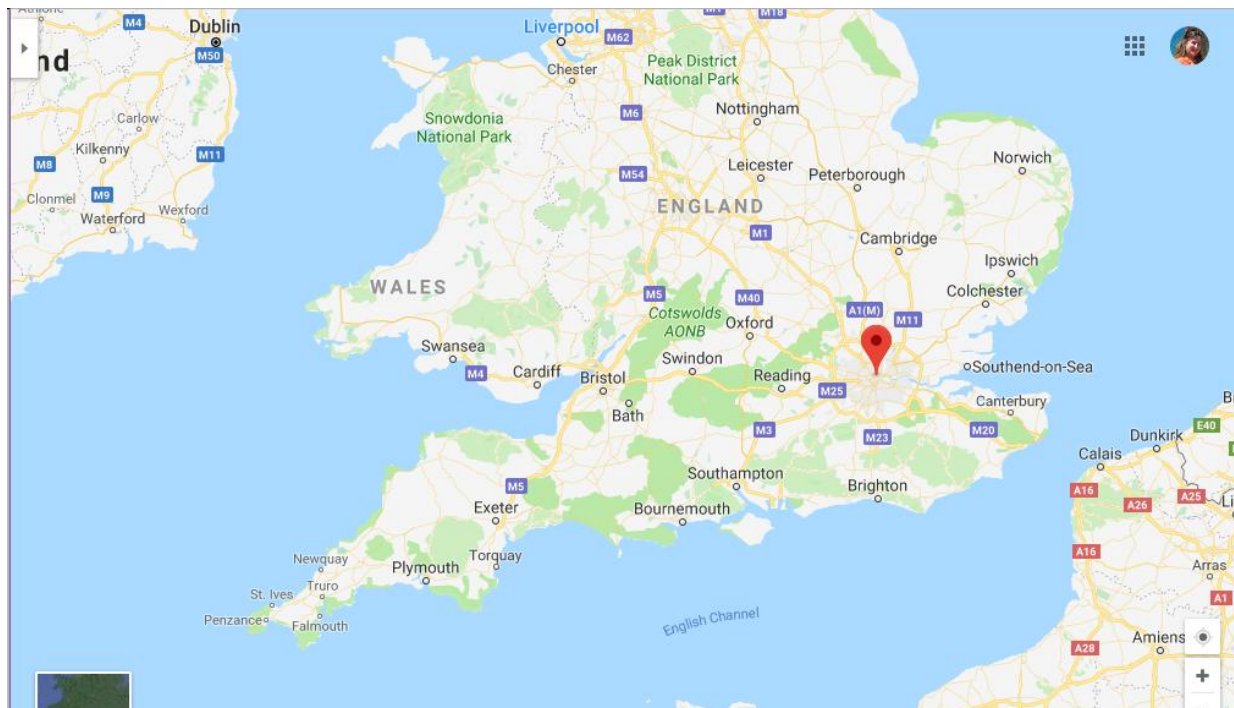 Athlone
M4
Dublin
M50
nd
Liverpool
M62
M1
M18
Chester
Peak District
National Park
Carlow
Snowdonia
National Park
M6
Nottingham
Kilkenny
M8
M11
M54
Leicester
Peterborough
Norwich
Clonmel
M9
Wexford
Waterford
ENGLAND
M1
Cambridge
Ipswich
WALES
M5
M40
Colchester
Cotswolds
AONB
A1(M)
M11
Oxford
Swansea
M4
Cardiff
Bristol
Swindon
Reading
M25
Southend-on-Sea
Bath
Canterbury
M3
M23
M20
E40
Dunkirk
Calais
M5
Southampton
Brighton
A16
A26
A25
Exeter
Bournemouth
A16
Newquay
Torquay
Plymouth
Arras
St. Ives
Truro
A1
Penzance
Falmouth
English Channel
Amiens
A28